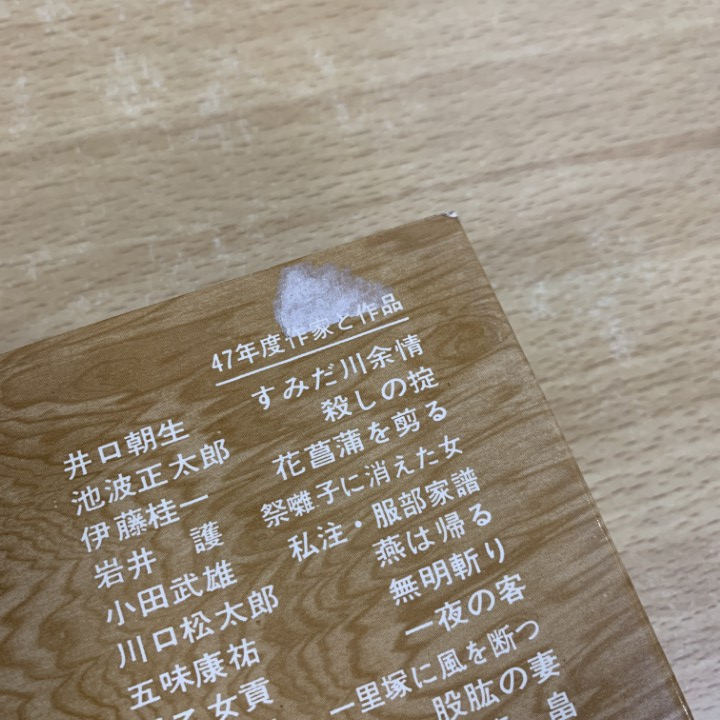 47年度作家と作品
井口朝生 すみだ川余情
池波正太郎 殺しの掟
伊藤桂一 花菖蒲を剪る
岩井 護 祭囃子に消えた女
小田武雄 私注・服部家譜
川口松太郎 燕は帰る
五味康祐 無明斬り
乙女貢 一夜の客
一里塚に風を断つ
股肱の妻
畠